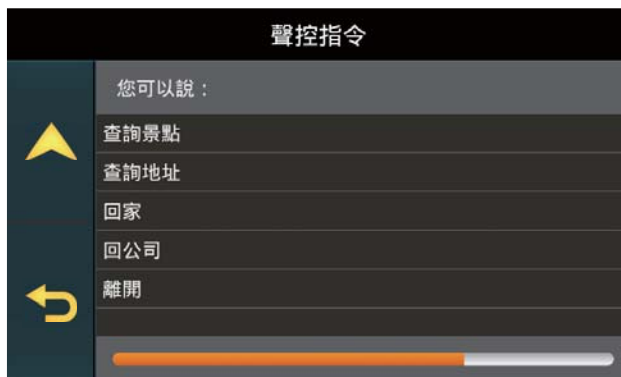 聲控指令
您可以說：
查詢景點
查詢地址
回家
回公司
離開